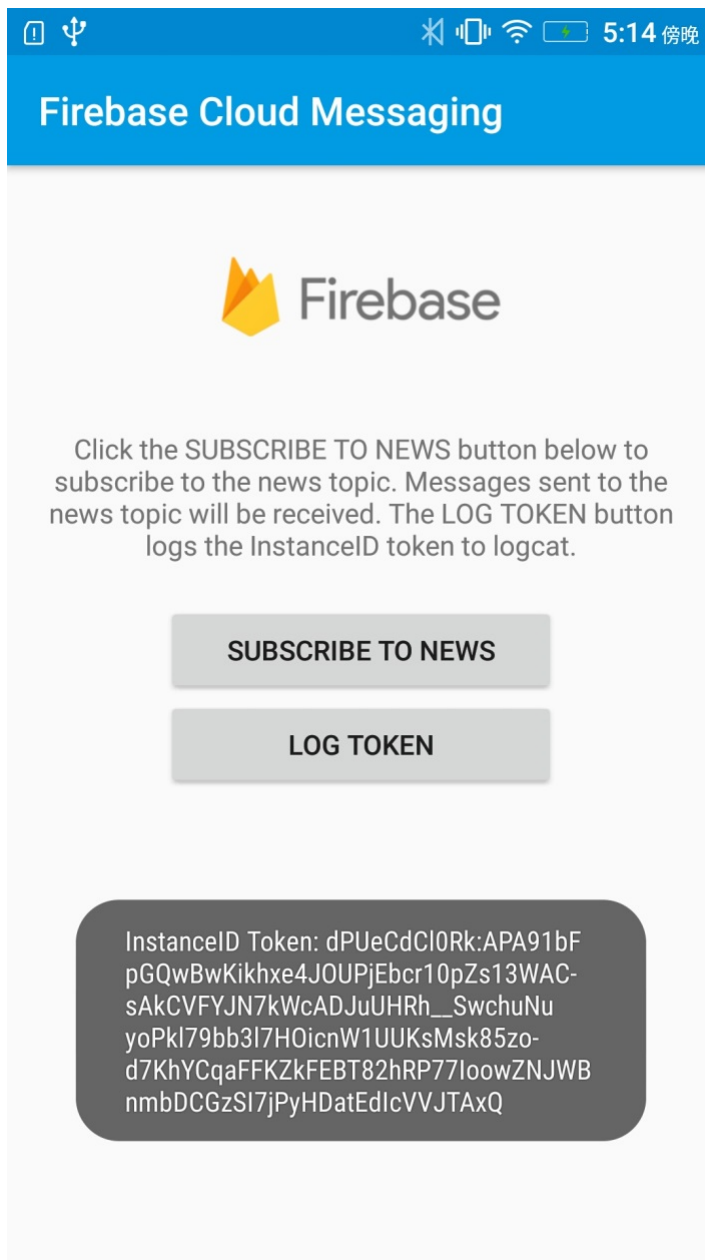 5:14 傍晚
Firebase Cloud Messaging
Firebase
Click the SUBSCRIBE TO NEWS button below to
subscribe to the news topic. Messages sent to the
news topic will be received. The LOG TOKEN button
logs the InstanceID token to logcat.
SUBSCRIBE TO NEWS
LOG TOKEN
InstanceID Token: dPUeCdCl0Rk:APA91bF
pGQwBwKikhxe4JOUPjEbcr10pZs13WAC-
sAkCVFYJN7kWcADJuUHRh__SwchuNu
yoPkl79bb3l7HOicnW1UUKsMsk85zo-
d7KhYCqaFFKZkFEBT82hRP77IoowZNJWB
nmbDCGzSI7jPyHDatEdIcVVJTAxQ